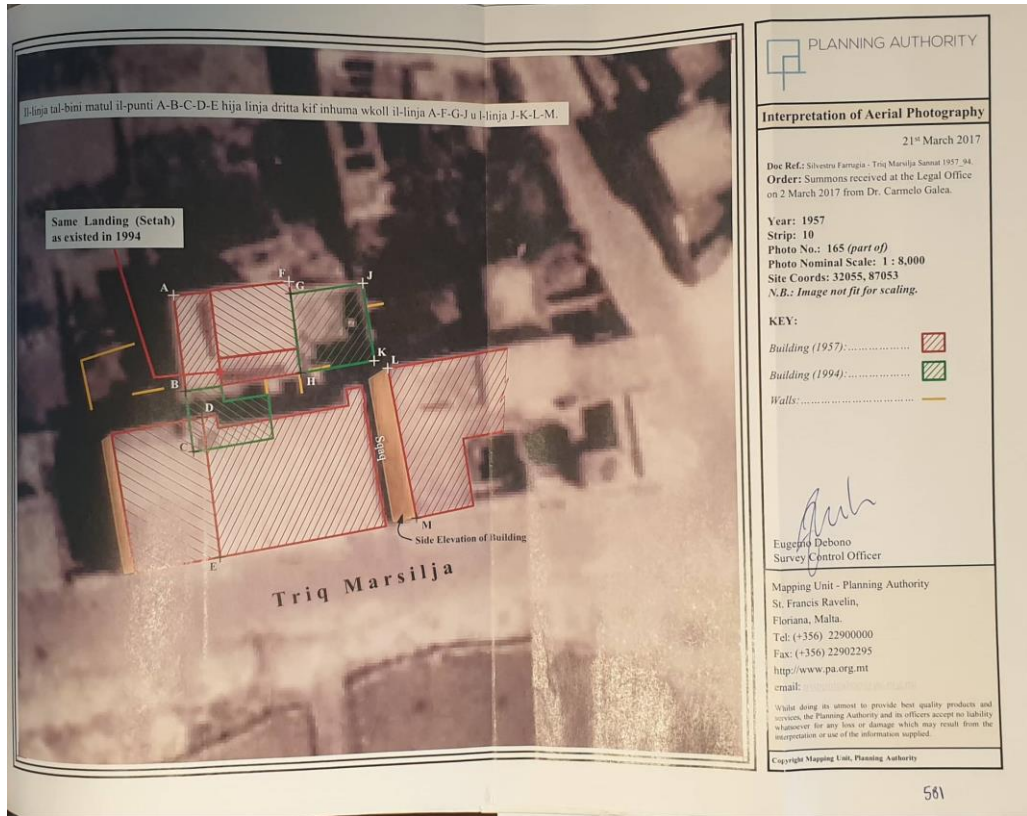 Il-linja tal-bini matul il-punti A-B-C-D-E hija linja dritta kif inhuma wkoll il-linja A-F-G-J u l-linja J-K-L-M.
Same Landing (Setaħ)
as existed in 1994
A
F
G
J
B
H
K
L
D
C
Sqaq
M
Side Elevation of Building
E
Triq Marsilja
PLANNING AUTHORITY
Interpretation of Aerial Photography
21st March 2017
Doc Ref.: Silvestru Farrugia - Triq Marsilja Sannat 1957_94.
Order: Summons received at the Legal Office
on 2 March 2017 from Dr. Carmelo Galea.
Year: 1957
Strip: 10
Photo No.: 165 (part of)
Photo Nominal Scale: 1 : 8,000
Site Coords: 32055, 87053
N.B.: Image not fit for scaling.
KEY:
Building (1957):..................
Building (1994):..................
Walls:................................
Eugenio Debono
Survey Control Officer
Mapping Unit - Planning Authority
St. Francis Ravelin,
Floriana, Malta.
Tel: (+356) 22900000
Fax: (+356) 22902295
http://www.pa.org.mt
email:
Whilst doing its utmost to provide best quality products and
services, the Planning Authority and its officers accept no liability
whatsoever for any loss or damage which may result from the
interpretation or use of the information supplied.
Copyright Mapping Unit, Planning Authority
581